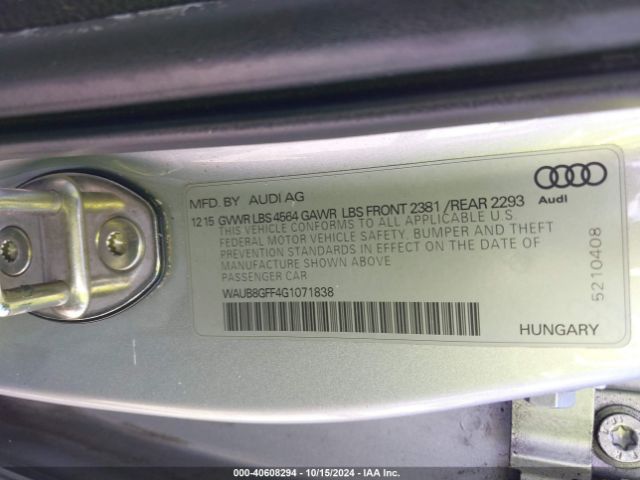 MFD. BY AUDI AG
12 15 GVWR LBS 4564 GAWR LBS FRONT 2381 /REAR 2293
THIS VEHICLE CONFORMS TO ALL APPLICABLE U.S
FEDERAL MOTOR VEHICLE SAFETY, BUMPER AND THEFT
PREVENTION STANDARDS IN EFFECT ON THE DATE OF
MANUFACTURE SHOWN ABOVE
PASSENGER CAR
WAUB8GFF4G1071838
HUNGARY
Audi
5210408
000-40608294 - 10/15/2024 - IAA Inc.